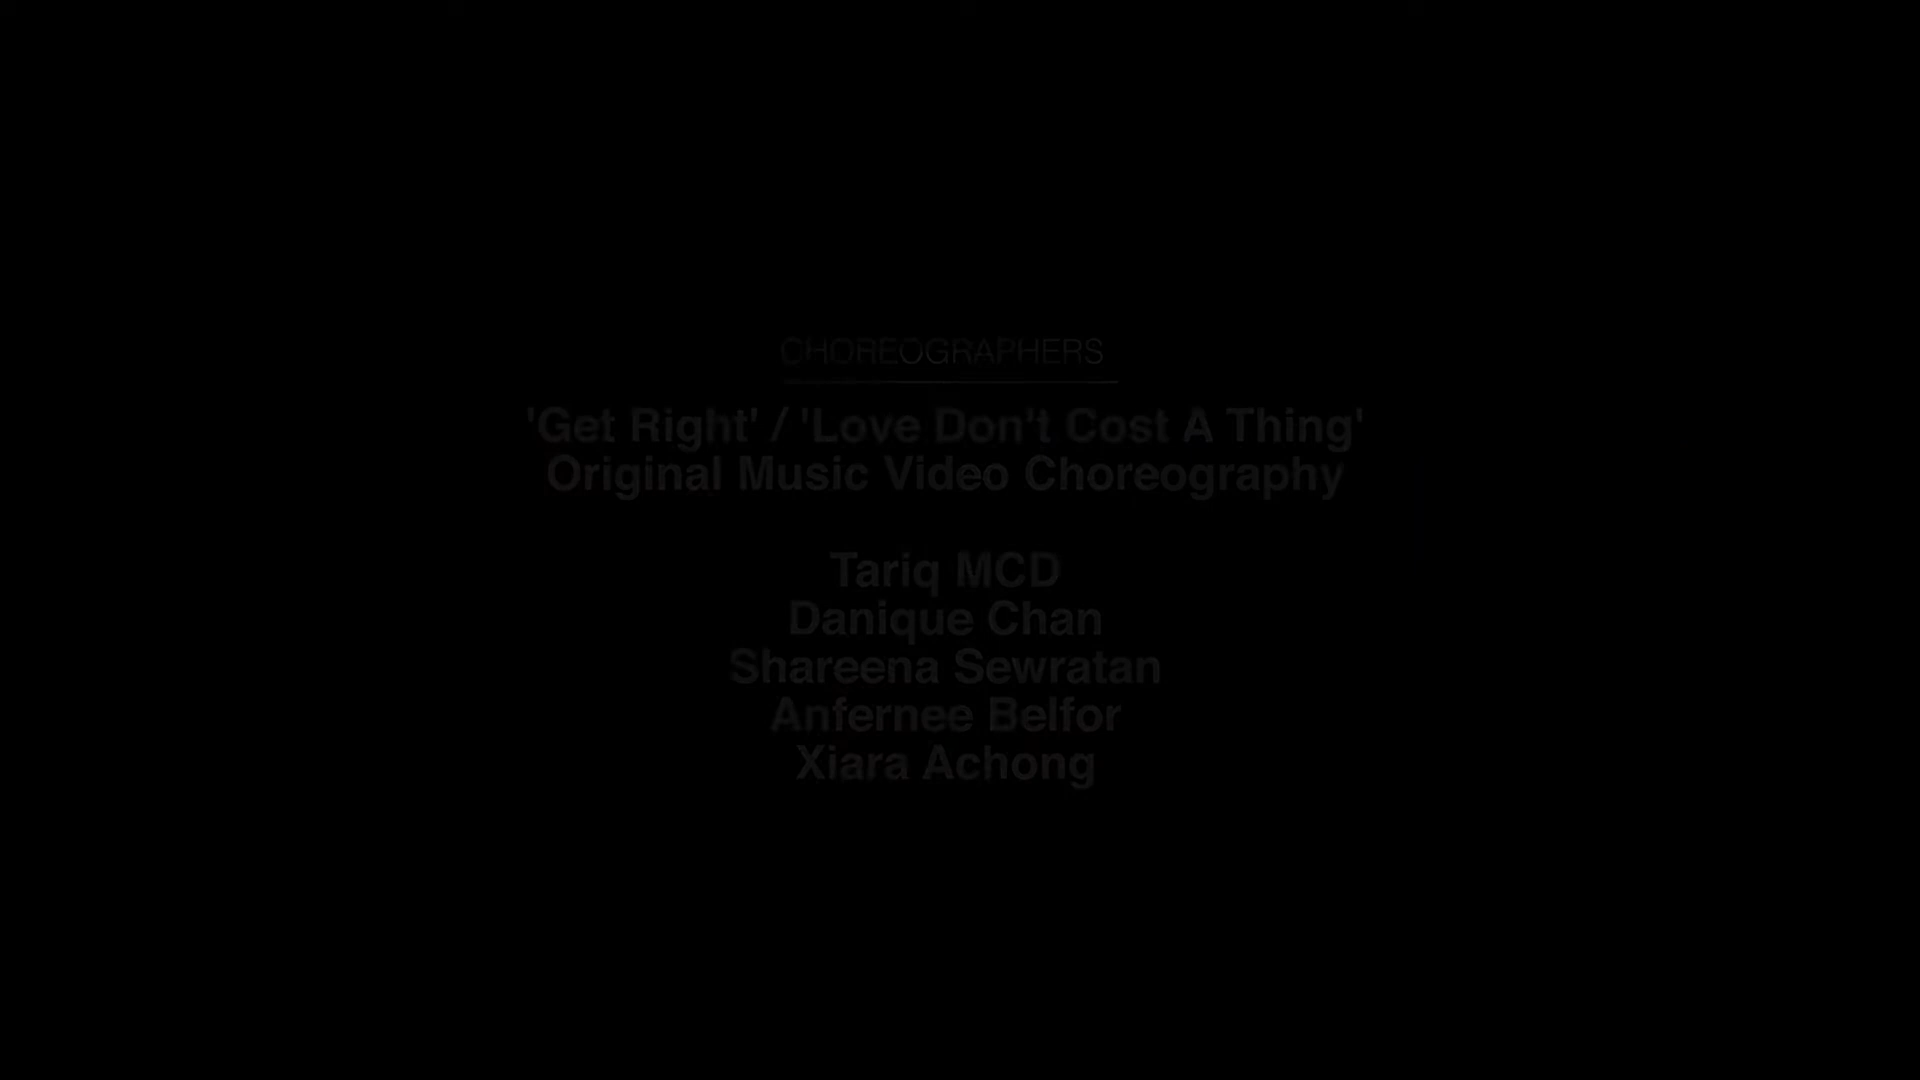 CHOREOGRAPHERS
'Get Right' / 'Love Don't Cost A Thing'
Original Music Video Choreography
Tariq MCD
Danique Chan
Shareena Sewratan
Anfernee Belfor
Xiara Achong